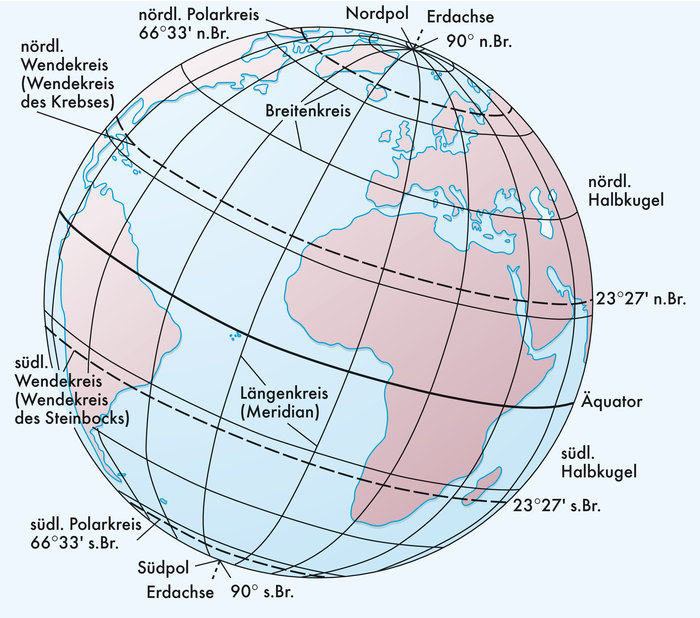 nördl. Polarkreis
66°33' n.Br.
Nordpol
Erdachse
90° n.Br.
nördl.
Wendekreis
(Wendekreis
des Krebses)
Breitenkreis
nördl.
Halbkugel
23°27' n.Br.
südl.
Wendekreis
(Wendekreis
des Steinbocks)
Längenkreis
(Meridian)
Äquator
südl.
Halbkugel
23°27' s.Br.
südl. Polarkreis
66°33' s.Br.
Südpol
Erdachse
90° s.Br.